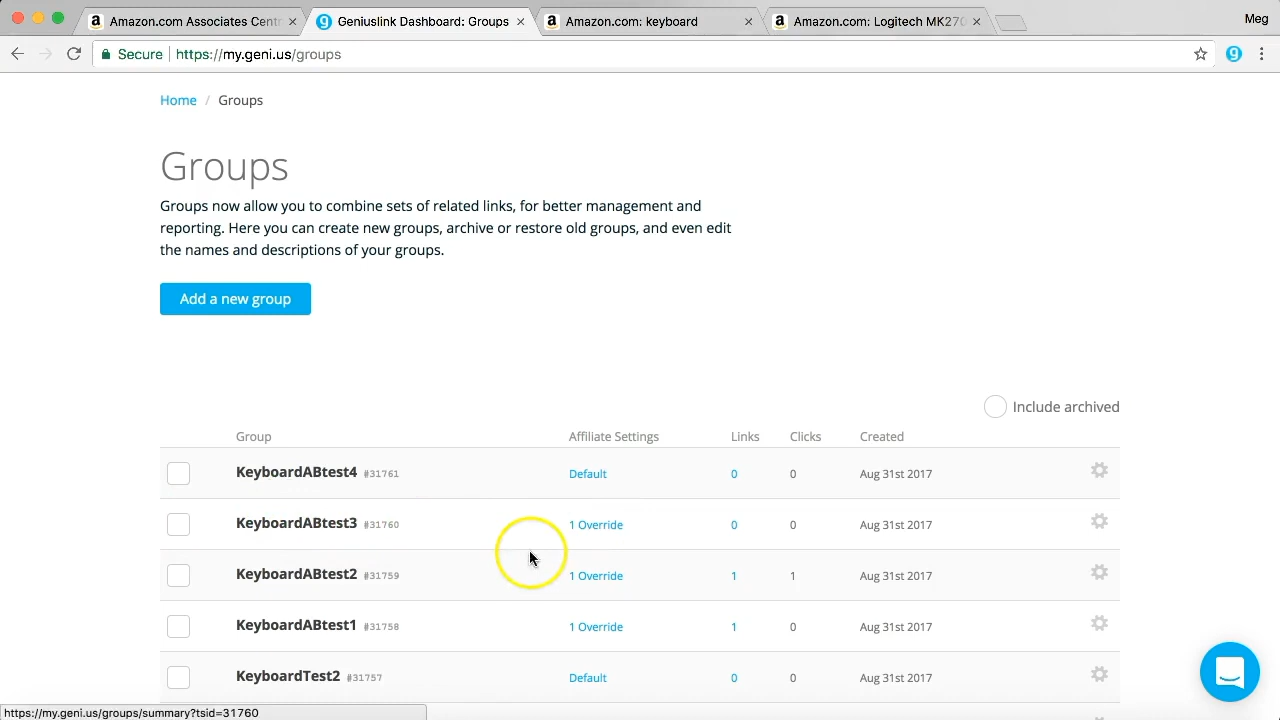 Amazon.com Associates Centr
Geniuslink Dashboard: Groups
Amazon.com: keyboard
Amazon.com: Logitech MK270
Meg
Secure
https://my.geni.us/groups
Home / Groups
Groups
Groups now allow you to combine sets of related links, for better management and
reporting. Here you can create new groups, archive or restore old groups, and even edit
the names and descriptions of your groups.
Add a new group
Include archived
Group Affiliate Settings Links Clicks Created
KeyboardABtest4 #31761 Default 0 0 Aug 31st 2017
KeyboardABtest3 #31760 1 Override 0 0 Aug 31st 2017
KeyboardABtest2 #31759 1 Override 1 1 Aug 31st 2017
KeyboardABtest1 #31758 1 Override 1 0 Aug 31st 2017
KeyboardTest2 #31757 Default 0 0 Aug 31st 2017
https://my.geni.us/groups/summary?tsid=31760